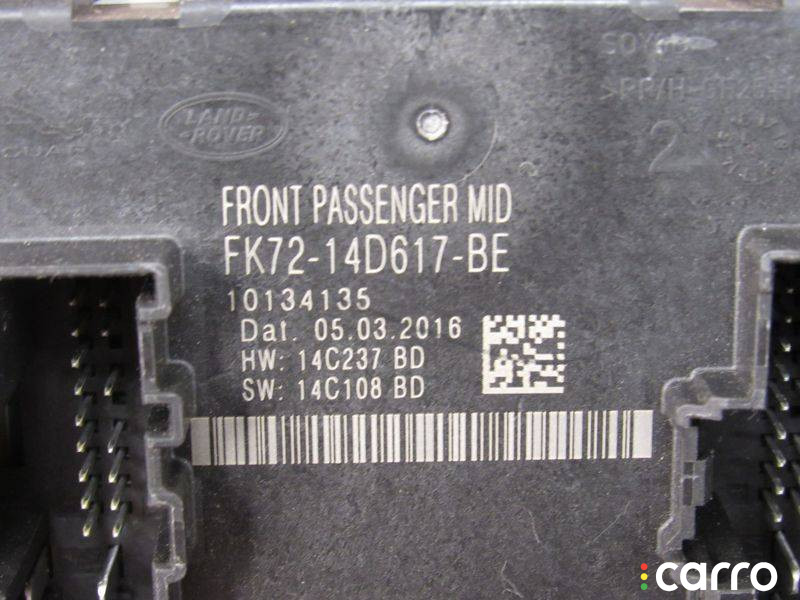 LAND-
-ROVER
2
FRONT PASSENGER MID
FK72-14D617-BE
10134135
Dat. 05.03.2016
HW: 14C237 BD
SW: 14C108 BD
carro